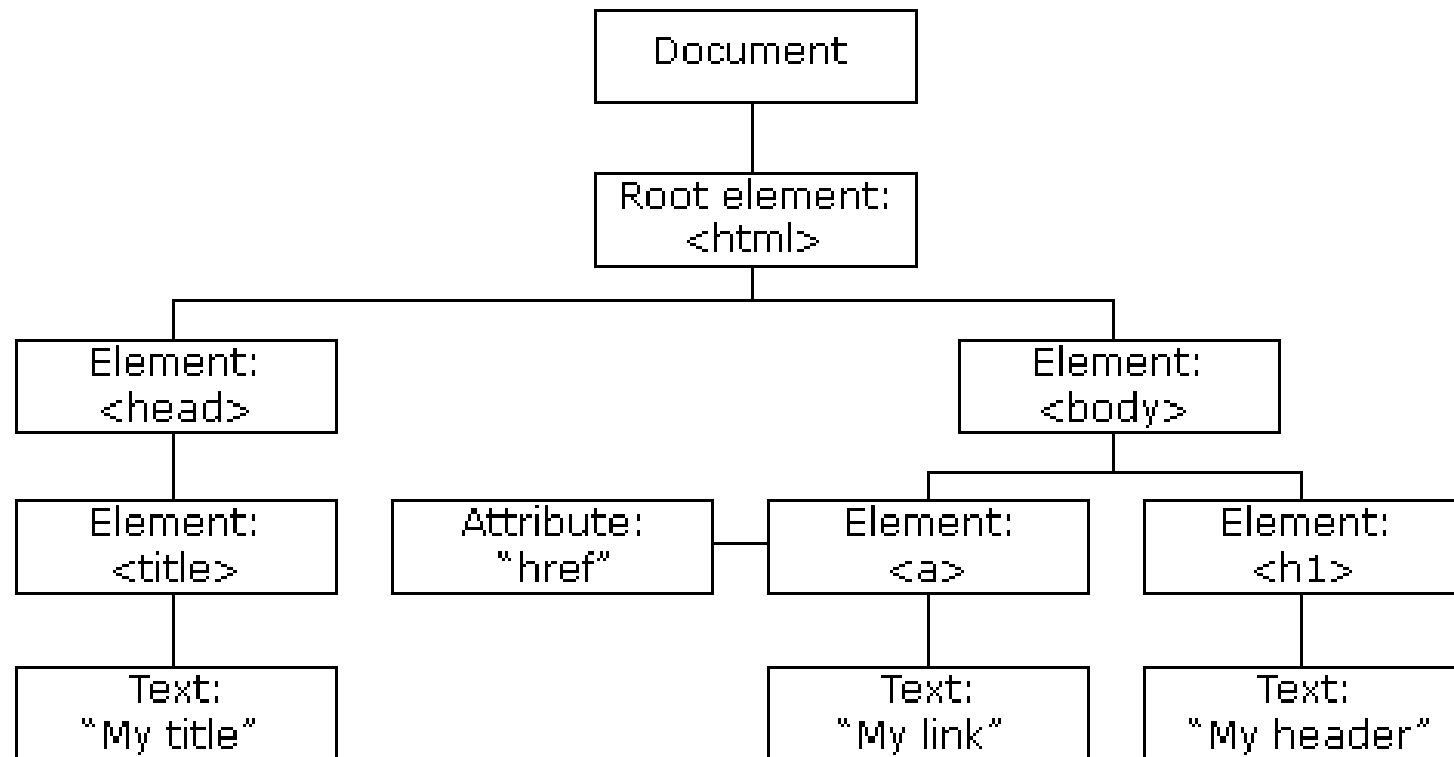 Document
Root element:
<html>
Element:
<head>
Element:
<body>
Element:
<title>
Attribute:
“href”
Element:
<a>
Element:
<h1>
Text:
“My title”
Text:
“My link”
Text:
“My header”